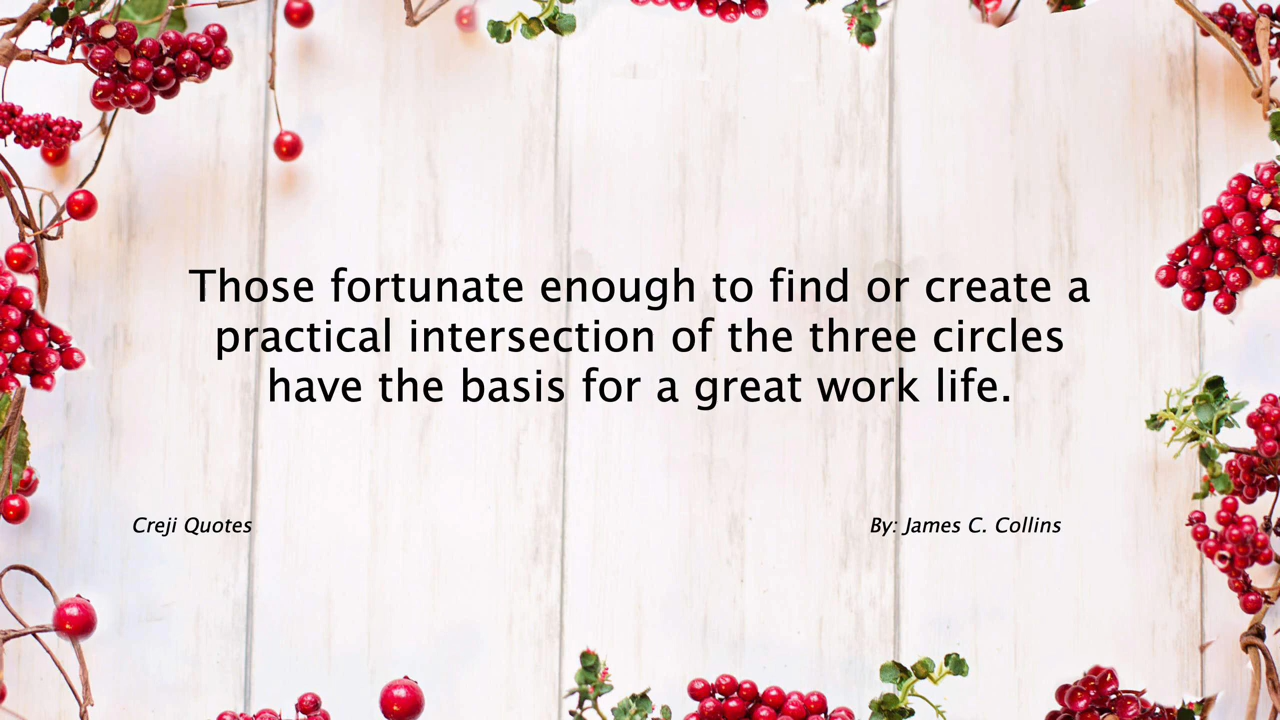 Those fortunate enough to find or create a
practical intersection of the three circles
have the basis for a great work life.
Creji Quotes
By: James C. Collins